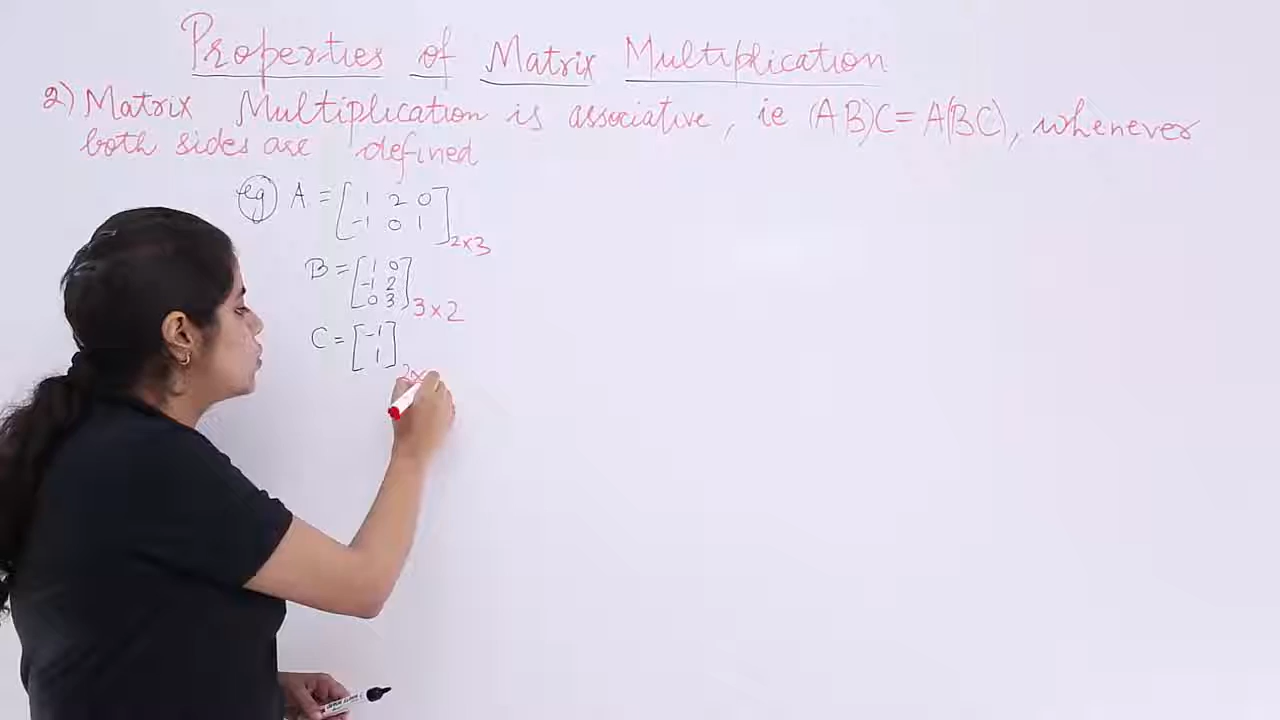 Properties of Matrix Multiplication
2) Matrix Multiplication is associative, ie (AB)C = A(BC), whenever
both sides are defined
eg A = [ 1 2 0
-1 0 1 ] 2×3
B = [ 1 0
-1 2
0 3 ] 3×2
C = [ -1
1 ] 2×